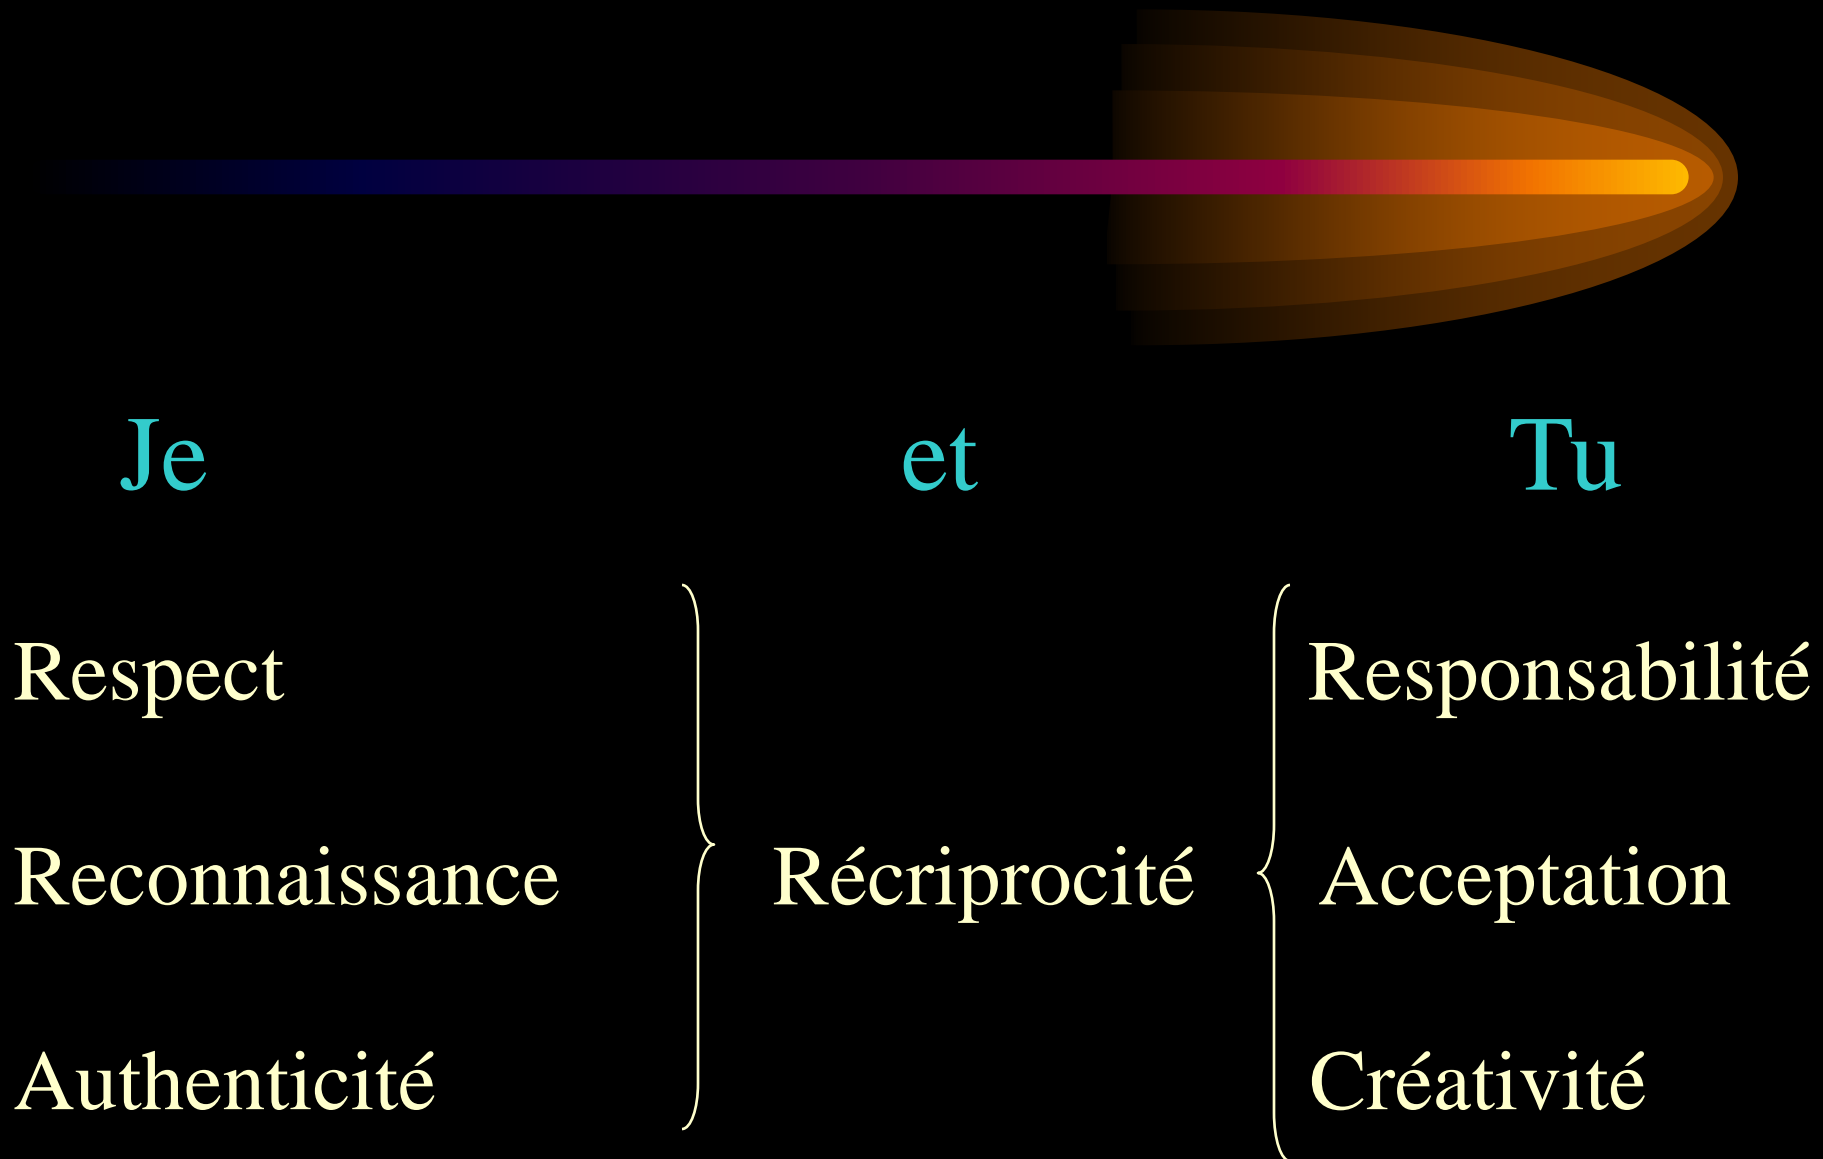 Je et Tu
Respect Responsabilité
Reconnaissance Récriprocité Acceptation
Authenticité Créativité